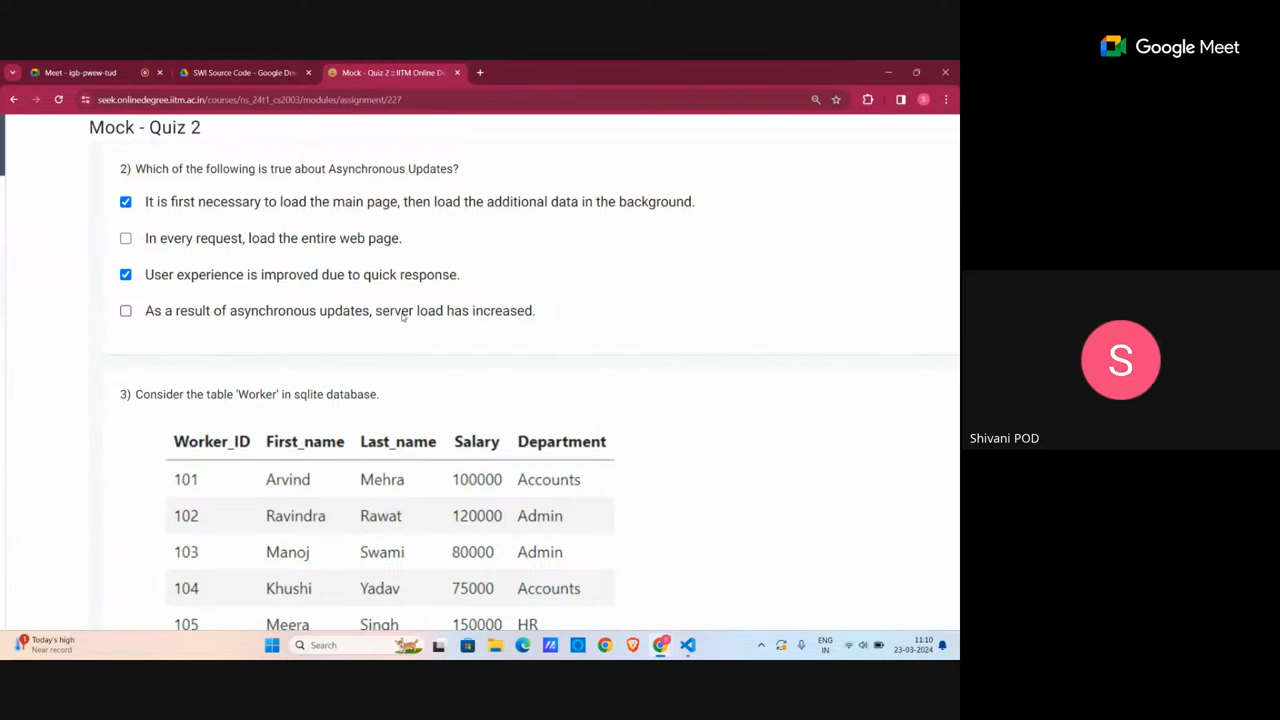 Google Meet
Meet - igb-pwew-tud
SWI Source Code - Google Dri
Mock - Quiz 2 :: IITM Online De
seek.onlinedegree.iitm.ac.in/courses/ns_24t1_cs2003/modules/assignment/227
S
Mock - Quiz 2
2) Which of the following is true about Asynchronous Updates?
It is first necessary to load the main page, then load the additional data in the background.
In every request, load the entire web page.
User experience is improved due to quick response.
As a result of asynchronous updates, server load has increased.
3) Consider the table 'Worker' in sqlite database.
Worker_ID First_name Last_name Salary Department
101 Arvind Mehra 100000 Accounts
102 Ravindra Rawat 120000 Admin
103 Manoj Swami 80000 Admin
104 Khushi Yadav 75000 Accounts
105 Meera Singh 150000 HR
S
Shivani POD
Today's high
Near record
Search
ENG
IN
11:10
23-03-2024